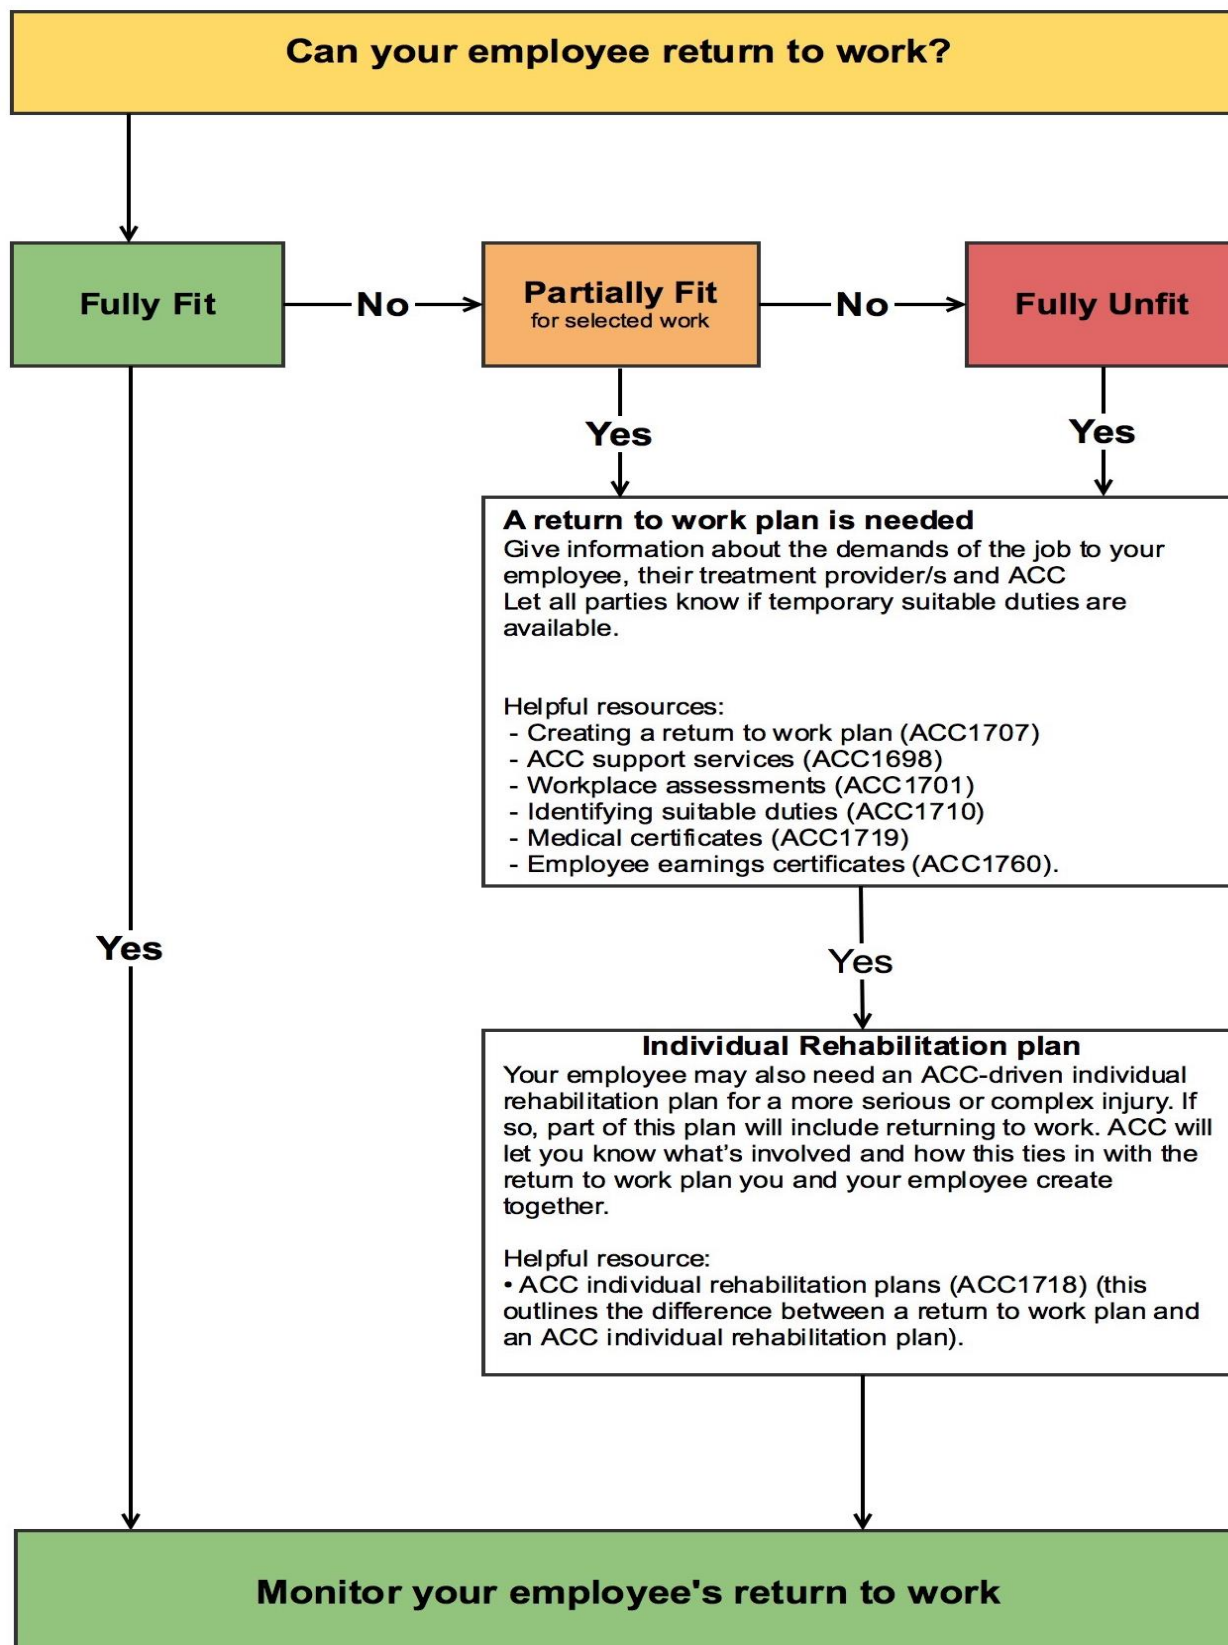 Can your employee return to work?
Fully Fit
No
Partially Fit
for selected work
No
Fully Unfit
Yes
Yes
A return to work plan is needed
Give information about the demands of the job to your
employee, their treatment provider/s and ACC
Let all parties know if temporary suitable duties are
available.
Helpful resources:
- Creating a return to work plan (ACC1707)
- ACC support services (ACC1698)
- Workplace assessments (ACC1701)
- Identifying suitable duties (ACC1710)
- Medical certificates (ACC1719)
- Employee earnings certificates (ACC1760).
Yes
Yes
Individual Rehabilitation plan
Your employee may also need an ACC-driven individual
rehabilitation plan for a more serious or complex injury. If
so, part of this plan will include returning to work. ACC will
let you know what's involved and how this ties in with the
return to work plan you and your employee create
together.
Helpful resource:
• ACC individual rehabilitation plans (ACC1718) (this
outlines the difference between a return to work plan and
an ACC individual rehabilitation plan).
Monitor your employee's return to work